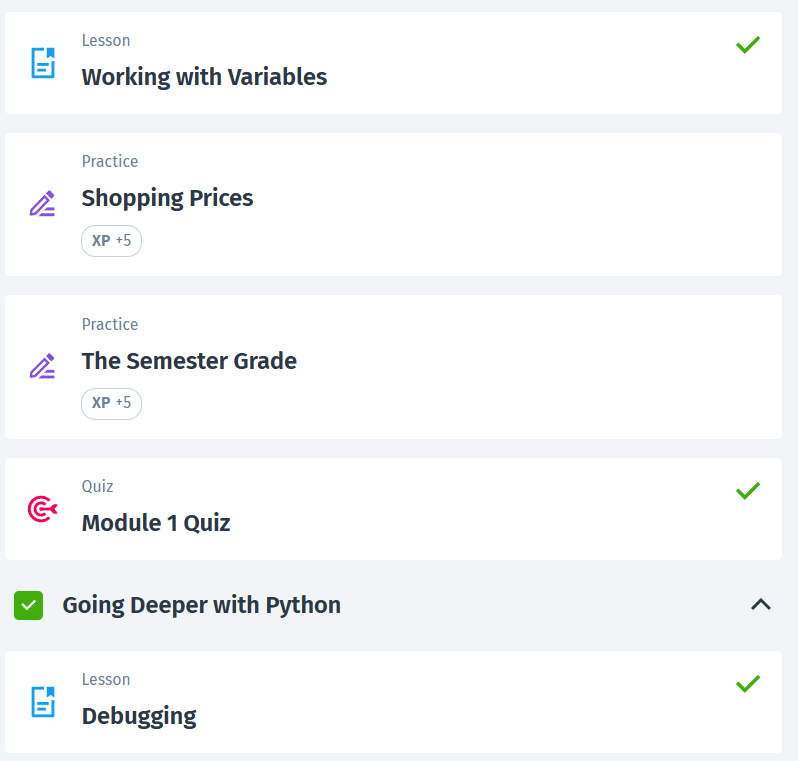 Lesson
Working with Variables
Practice
Shopping Prices
XP +5
Practice
The Semester Grade
XP +5
Quiz
Module 1 Quiz
Going Deeper with Python
Lesson
Debugging